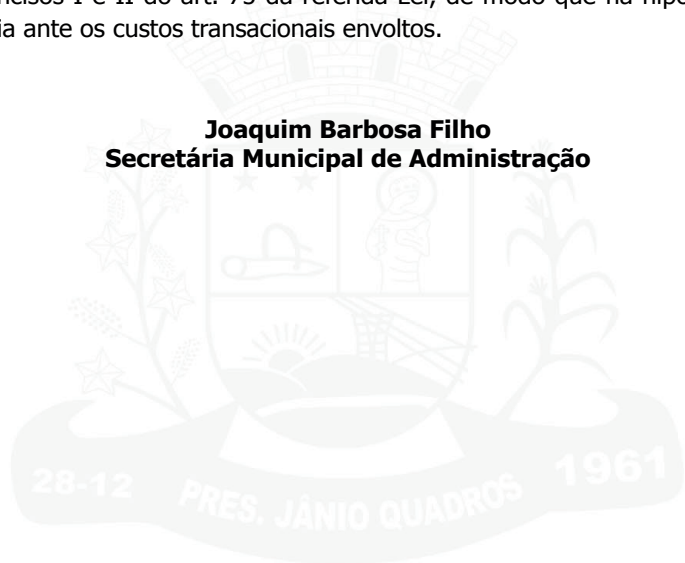 ncisos I e II do art. 75 da referida Lei, de modo que na hipó
ia ante os custos transacionais envoltos.
Joaquim Barbosa Filho
Secretária Municipal de Administração
28-12 PRES. JÂNIO QUADROS 1961